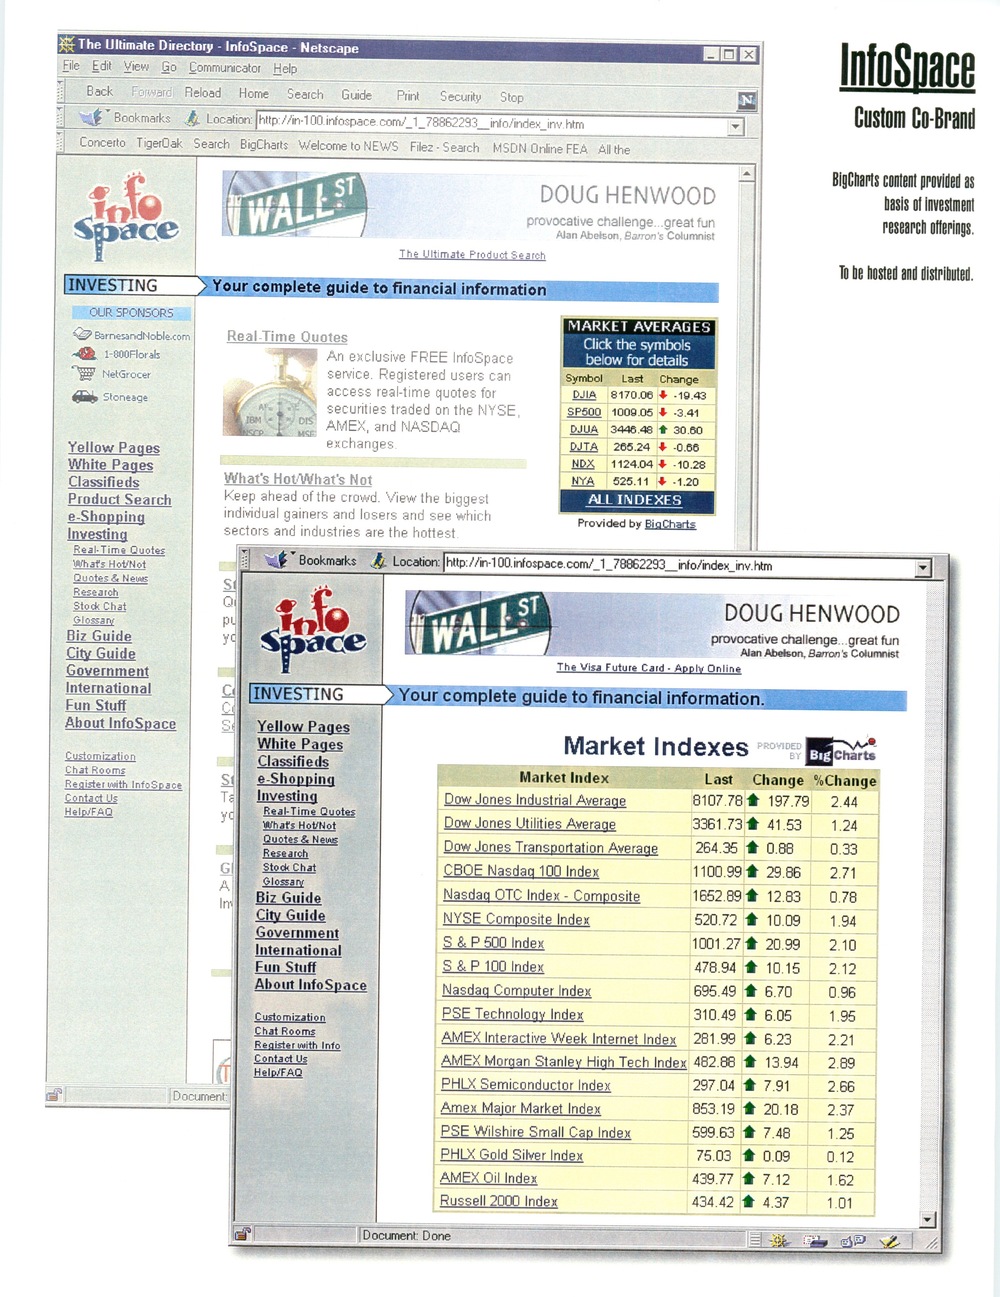 The Ultimate Directory - InfoSpace - Netscape
File Edit View Go Communicator Help
Back Forward Reload Home Search Guide Print Security Stop
Bookmarks Location: http://in-100.infospace.com/_1_78862293__info/index_inv.htm
Concerto TigerOak Search BigCharts Welcome to NEWS Filez - Search MSDN Online FEA All the
InfoSpace
Custom Co-Brand
BigCharts content provided as
basis of investment
research offerings.
To be hosted and distributed.
info
Space
WALL ST
DOUG HENWOOD
provocative challenge...great fun
Alan Abelson, Barron's Columnist
The Ultimate Product Search
INVESTING
Your complete guide to financial information
OUR SPONSORS
BarnesandNoble.com
1-800Florals
NetGrocer
Stoneage
Yellow Pages
White Pages
Classifieds
Product Search
e-Shopping
Investing
Real-Time Quotes
What's Hot/Not
Quotes & News
Research
Stock Chat
Glossary
Biz Guide
City Guide
Government
International
Fun Stuff
About InfoSpace
Customization
Chat Rooms
Register with InfoSpace
Contact Us
Help/FAQ
Real-Time Quotes
An exclusive FREE InfoSpace
service. Registered users can
access real-time quotes for
securities traded on the NYSE,
AMEX, and NASDAQ
exchanges.
IBM DIS
MSE
What's Hot/What's Not
Keep ahead of the crowd. View the biggest
individual gainers and losers and see which
sectors and industries are the hottest.
MARKET AVERAGES
Click the symbols
below for details
Symbol Last Change
DJIA 8170.06 -19.43
SP500 1009.05 -3.41
DJUA 3446.48 30.60
DJTA 265.24 -0.66
NDX 1124.04 -10.28
NYA 525.11 -1.20
ALL INDEXES
Provided by BigCharts
Document:
Bookmarks Location: http://in-100.infospace.com/_1_78862293__info/index_inv.htm
info
Space
WALL ST
DOUG HENWOOD
provocative challenge...great fun
Alan Abelson, Barron's Columnist
The Visa Future Card - Apply Online
INVESTING
Your complete guide to financial information.
Yellow Pages
White Pages
Classifieds
e-Shopping
Investing
Real-Time Quotes
What's Hot/Not
Quotes & News
Research
Stock Chat
Glossary
Biz Guide
City Guide
Government
International
Fun Stuff
About InfoSpace
Customization
Chat Rooms
Register with Info
Contact Us
Help/FAQ
Market Indexes PROVIDED BY BigCharts
Market Index Last Change %Change
Dow Jones Industrial Average 8107.78 197.79 2.44
Dow Jones Utilities Average 3361.73 41.53 1.24
Dow Jones Transportation Average 264.35 0.88 0.33
CBOE Nasdaq 100 Index 1100.99 29.86 2.71
Nasdaq OTC Index - Composite 1652.89 12.83 0.78
NYSE Composite Index 520.72 10.09 1.94
S & P 500 Index 1001.27 20.99 2.10
S & P 100 Index 478.94 10.15 2.12
Nasdaq Computer Index 695.49 6.70 0.96
PSE Technology Index 310.49 6.05 1.95
AMEX Interactive Week Internet Index 281.99 6.23 2.21
AMEX Morgan Stanley High Tech Index 482.88 13.94 2.89
PHLX Semiconductor Index 297.04 7.91 2.66
Amex Major Market Index 853.19 20.18 2.37
PSE Wilshire Small Cap Index 599.63 7.48 1.25
PHLX Gold Silver Index 75.03 0.09 0.12
AMEX Oil Index 439.77 7.12 1.62
Russell 2000 Index 434.42 4.37 1.01
Document: Done